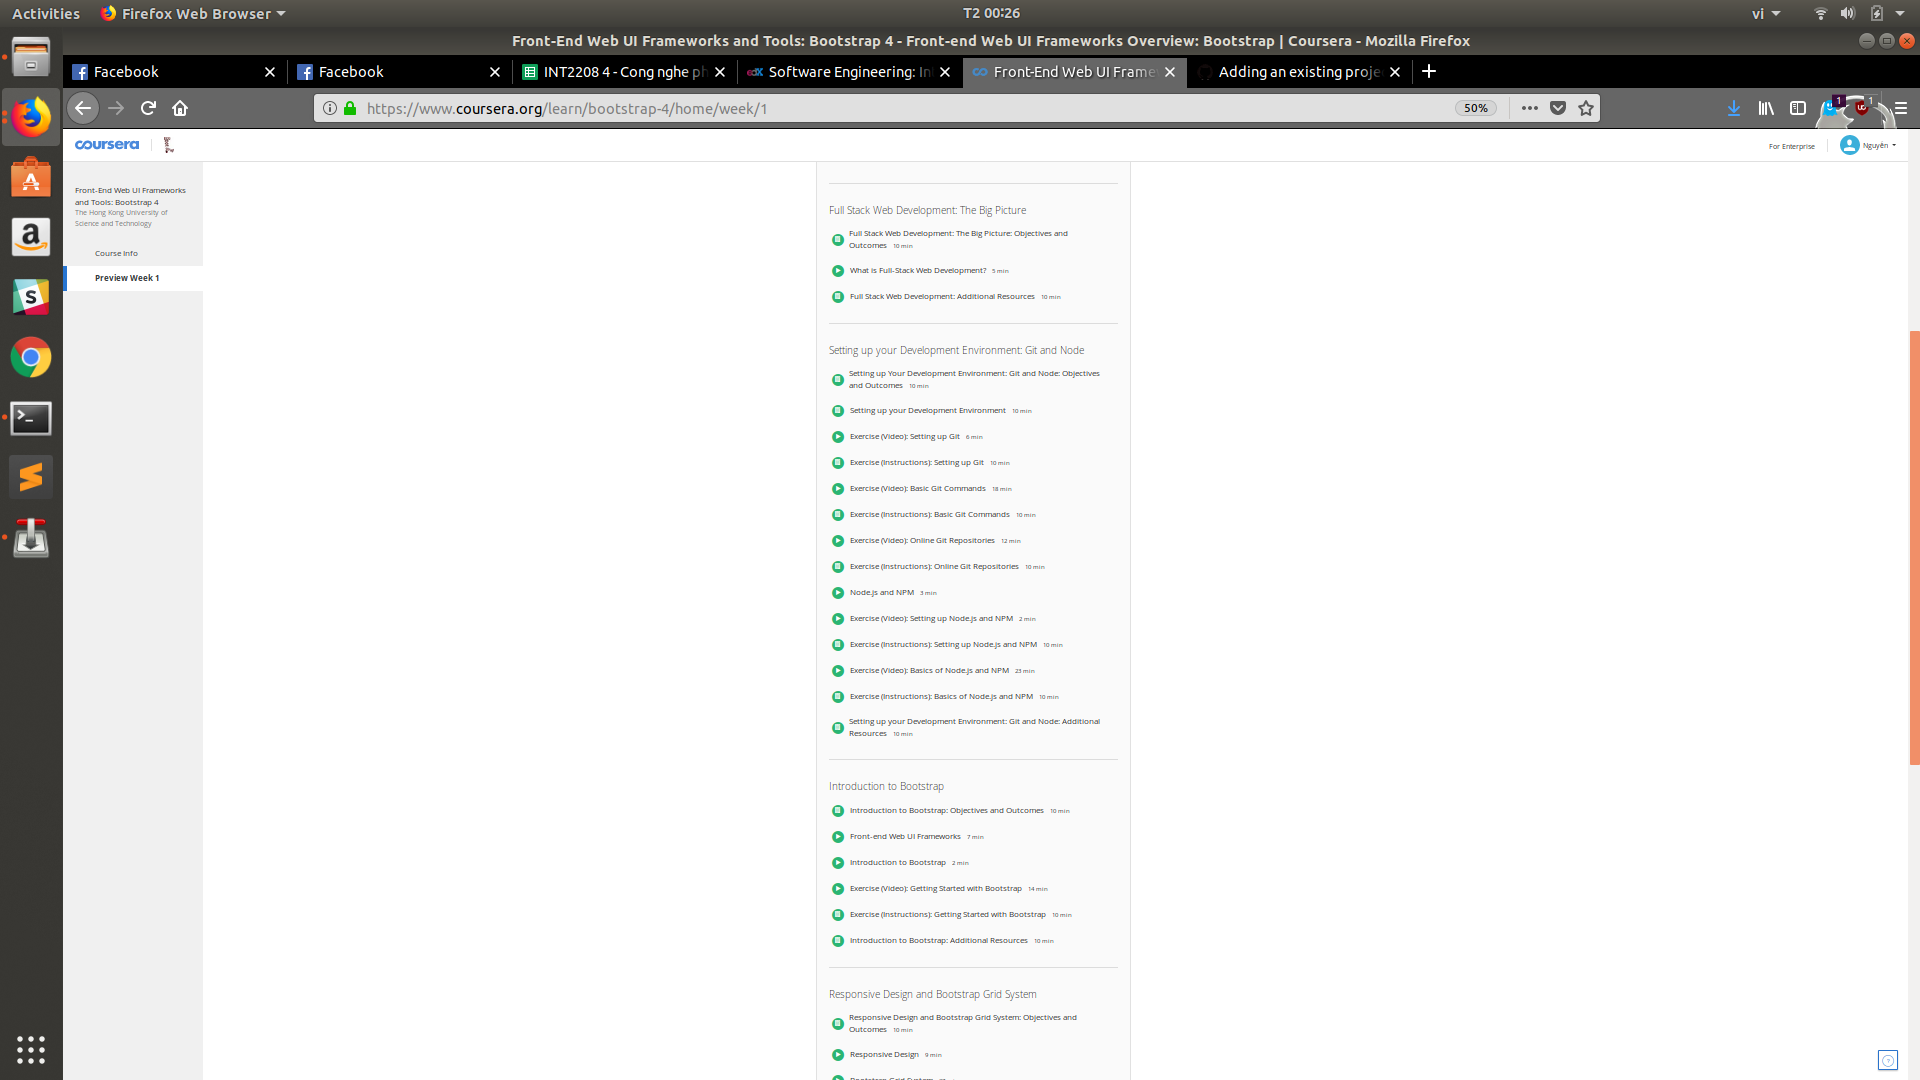 Activities
Firefox Web Browser
T2 00:26
vi
Front-End Web UI Frameworks and Tools: Bootstrap 4 - Front-end Web UI Frameworks Overview: Bootstrap | Coursera - Mozilla Firefox
Facebook
Facebook
INT2208 4 - Cong nghe ph
Software Engineering: In
Front-End Web UI Frame
Adding an existing proje
https://www.coursera.org/learn/bootstrap-4/home/week/1
50%
1
1
coursera
For Enterprise
Nguyễn
Front-End Web UI Frameworks
and Tools: Bootstrap 4
The Hong Kong University of
Science and Technology
Course Info
Preview Week 1
Full Stack Web Development: The Big Picture
Full Stack Web Development: The Big Picture: Objectives and
Outcomes 10 min
What is Full-Stack Web Development? 5 min
Full Stack Web Development: Additional Resources 10 min
Setting up your Development Environment: Git and Node
Setting up Your Development Environment: Git and Node: Objectives
and Outcomes 10 min
Setting up your Development Environment 10 min
Exercise (Video): Setting up Git 6 min
Exercise (Instructions): Setting up Git 10 min
Exercise (Video): Basic Git Commands 18 min
Exercise (Instructions): Basic Git Commands 10 min
Exercise (Video): Online Git Repositories 12 min
Exercise (Instructions): Online Git Repositories 10 min
Node.js and NPM 3 min
Exercise (Video): Setting up Node.js and NPM 2 min
Exercise (Instructions): Setting up Node.js and NPM 10 min
Exercise (Video): Basics of Node.js and NPM 23 min
Exercise (Instructions): Basics of Node.js and NPM 10 min
Setting up your Development Environment: Git and Node: Additional
Resources 10 min
Introduction to Bootstrap
Introduction to Bootstrap: Objectives and Outcomes 10 min
Front-end Web UI Frameworks 7 min
Introduction to Bootstrap 2 min
Exercise (Video): Getting Started with Bootstrap 14 min
Exercise (Instructions): Getting Started with Bootstrap 10 min
Introduction to Bootstrap: Additional Resources 10 min
Responsive Design and Bootstrap Grid System
Responsive Design and Bootstrap Grid System: Objectives and
Outcomes 10 min
Responsive Design 9 min
Bootstrap Grid System